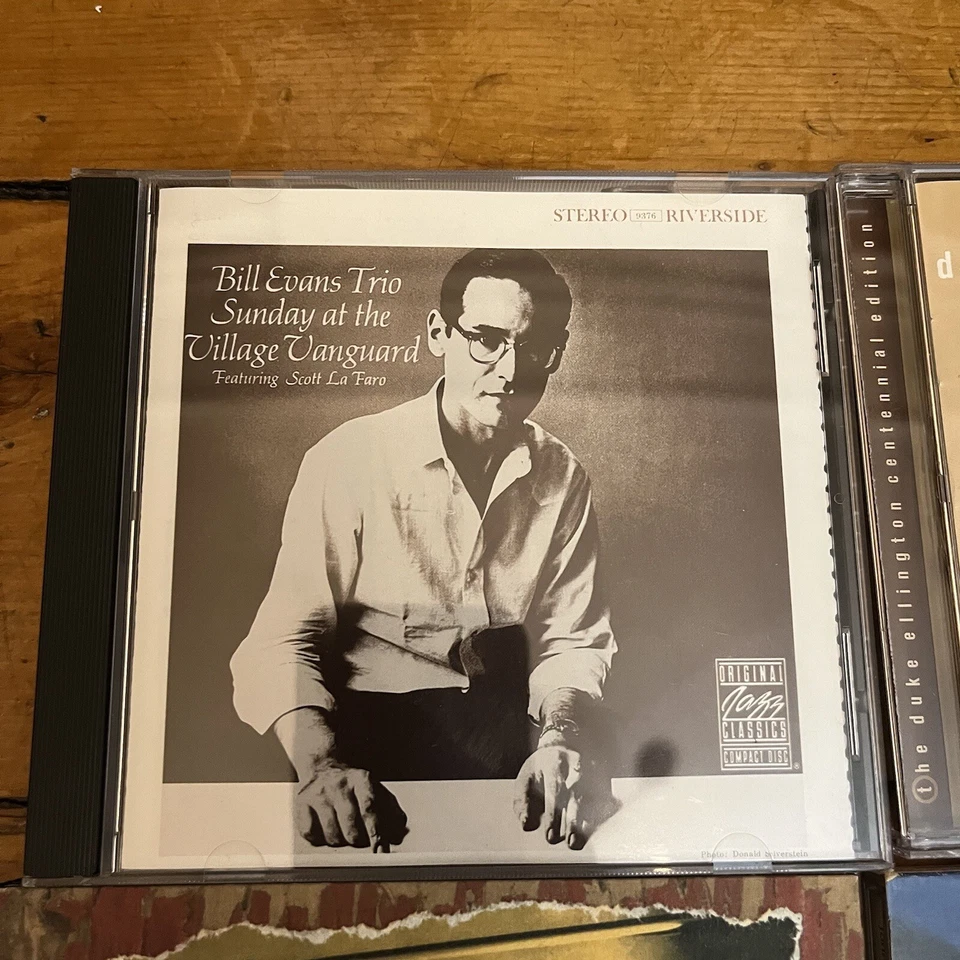 STEREO 9376 RIVERSIDE
Bill Evans Trio
Sunday at the
Village Vanguard
Featuring Scott La Faro
ORIGINAL
Jazz
CLASSICS
COMPACT DISC
®
Photo: Donald Silverstein
the duke ellington centennial edition
d